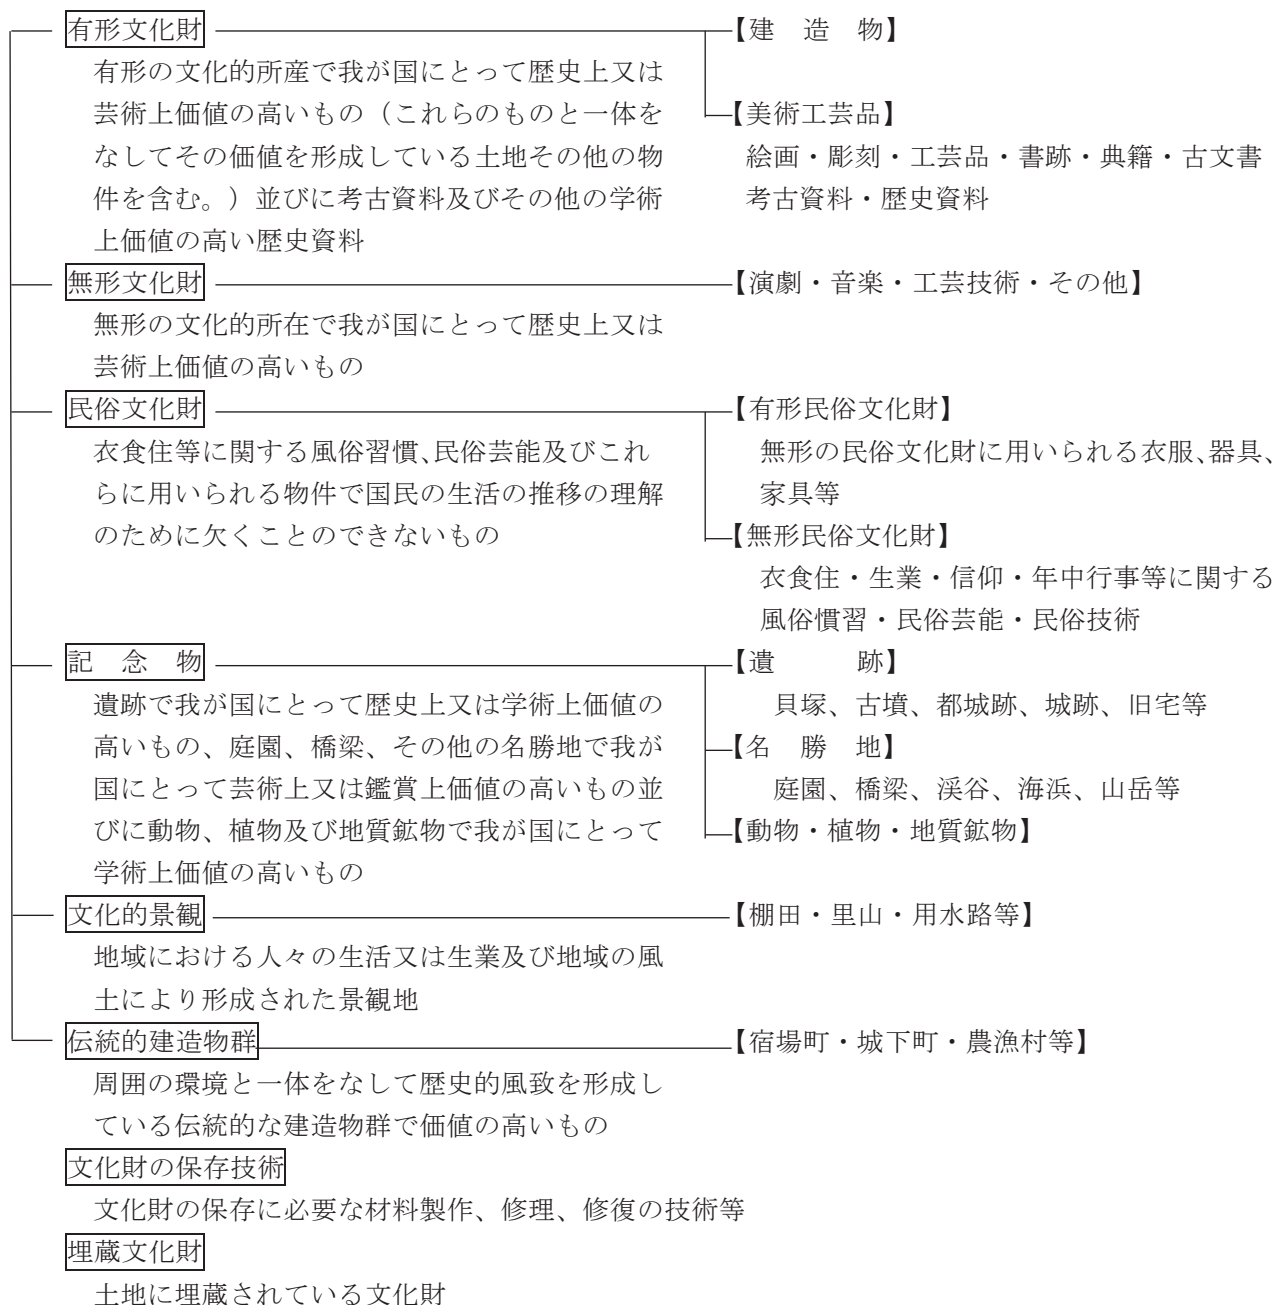 有形文化財 【建　造　物】
有形の文化的所産で我が国にとって歴史上又は
芸術上価値の高いもの（これらのものと一体を 【美術工芸品】
なしてその価値を形成している土地その他の物 絵画・彫刻・工芸品・書跡・典籍・古文書
件を含む。）並びに考古資料及びその他の学術 考古資料・歴史資料
上価値の高い歴史資料
無形文化財 【演劇・音楽・工芸技術・その他】
無形の文化的所在で我が国にとって歴史上又は
芸術上価値の高いもの
民俗文化財 【有形民俗文化財】
衣食住等に関する風俗習慣、民俗芸能及びこれ 無形の民俗文化財に用いられる衣服、器具、
らに用いられる物件で国民の生活の推移の理解 家具等
のために欠くことのできないもの 【無形民俗文化財】
衣食住・生業・信仰・年中行事等に関する
風俗慣習・民俗芸能・民俗技術
記　念　物 【遺　　　跡】
遺跡で我が国にとって歴史上又は学術上価値の 貝塚、古墳、都城跡、城跡、旧宅等
高いもの、庭園、橋梁、その他の名勝地で我が 【名　勝　地】
国にとって芸術上又は鑑賞上価値の高いもの並 庭園、橋梁、渓谷、海浜、山岳等
びに動物、植物及び地質鉱物で我が国にとって 【動物・植物・地質鉱物】
学術上価値の高いもの
文化的景観 【棚田・里山・用水路等】
地域における人々の生活又は生業及び地域の風
土により形成された景観地
伝統的建造物群 【宿場町・城下町・農漁村等】
周囲の環境と一体をなして歴史的風致を形成し
ている伝統的な建造物群で価値の高いもの
文化財の保存技術
文化財の保存に必要な材料製作、修理、修復の技術等
埋蔵文化財
土地に埋蔵されている文化財